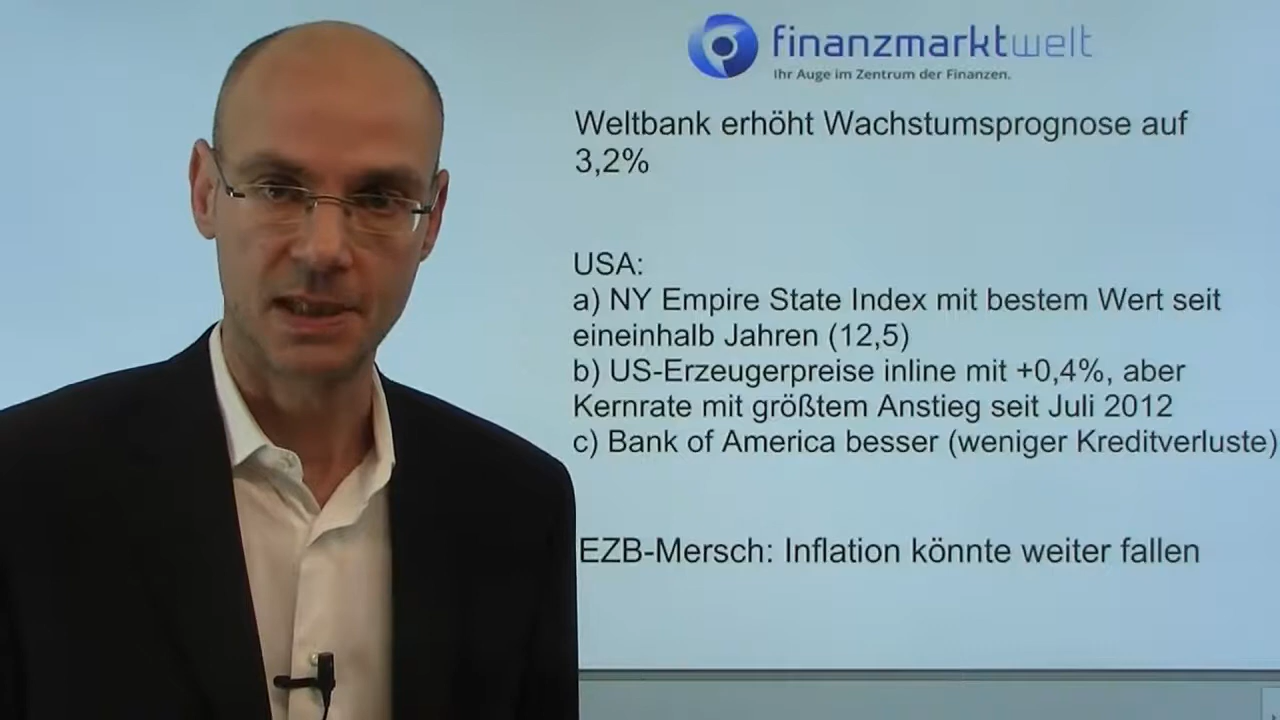 finanzmarktwelt
Ihr Auge im Zentrum der Finanzen.
Weltbank erhöht Wachstumsprognose auf
3,2%
USA:
a) NY Empire State Index mit bestem Wert seit
eineinhalb Jahren (12,5)
b) US-Erzeugerpreise inline mit +0,4%, aber
Kernrate mit größtem Anstieg seit Juli 2012
c) Bank of America besser (weniger Kreditverluste)
EZB-Mersch: Inflation könnte weiter fallen